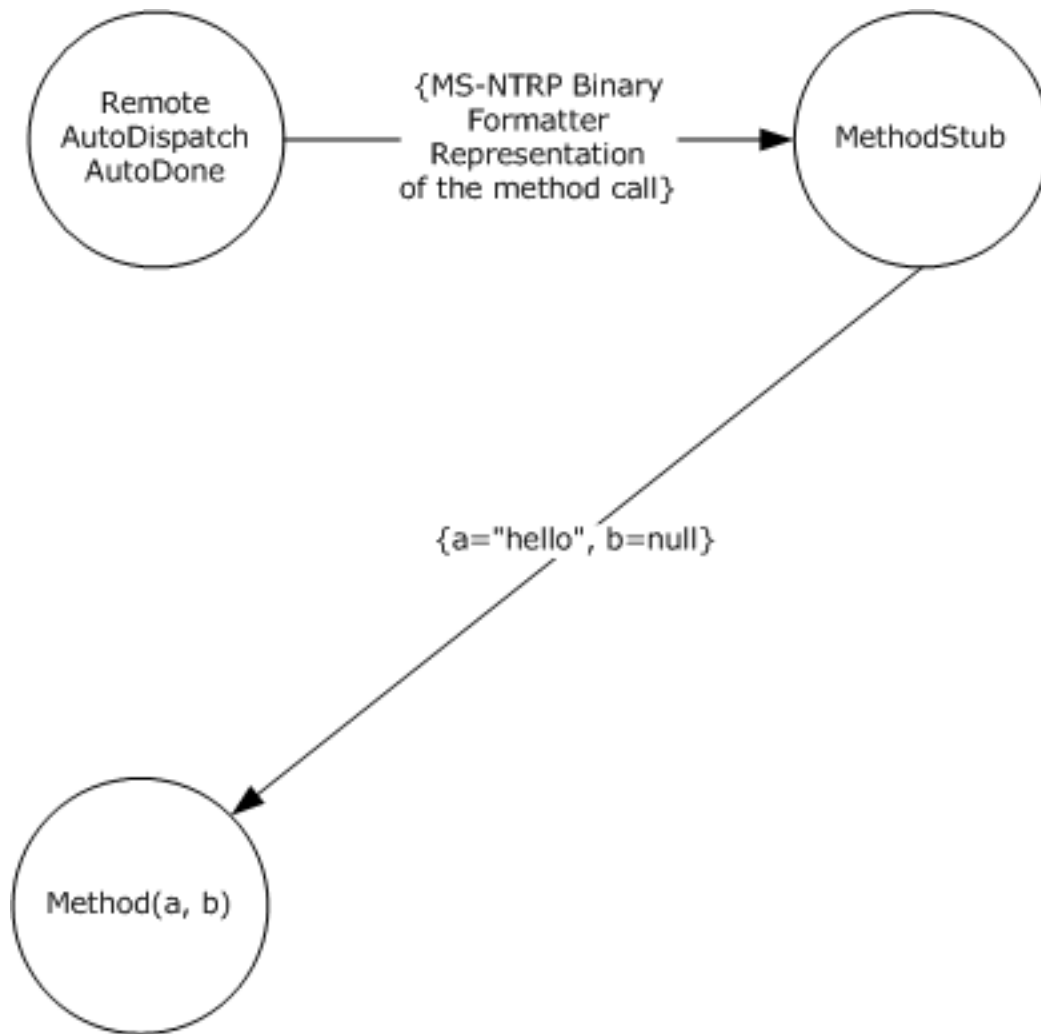 Remote
AutoDispatch
AutoDone
{MS-NTRP Binary
Formatter
Representation
of the method call}
MethodStub
{a="hello", b=null}
Method(a, b)